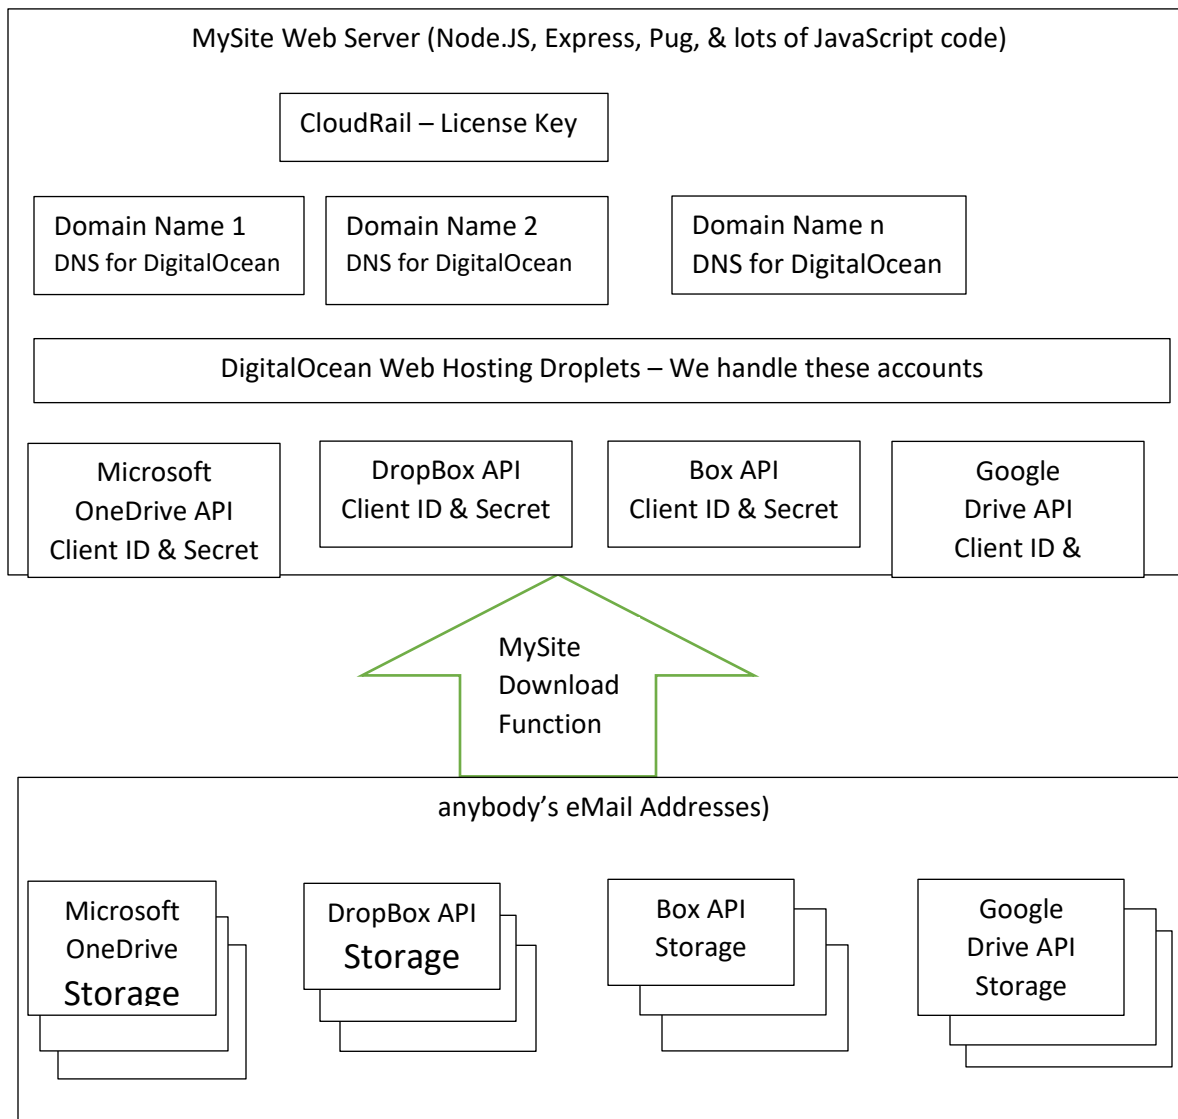 MySite Web Server (Node.JS, Express, Pug, & lots of JavaScript code)
CloudRail – License Key
Domain Name 1
DNS for DigitalOcean
Domain Name 2
DNS for DigitalOcean
Domain Name n
DNS for DigitalOcean
DigitalOcean Web Hosting Droplets – We handle these accounts
Microsoft
OneDrive API
Client ID & Secret
DropBox API
Client ID & Secret
Box API
Client ID & Secret
Google
Drive API
Client ID &
MySite
Download
Function
anybody’s eMail Addresses)
Microsoft
OneDrive
Storage
DropBox API
Storage
Box API
Storage
Google
Drive API
Storage